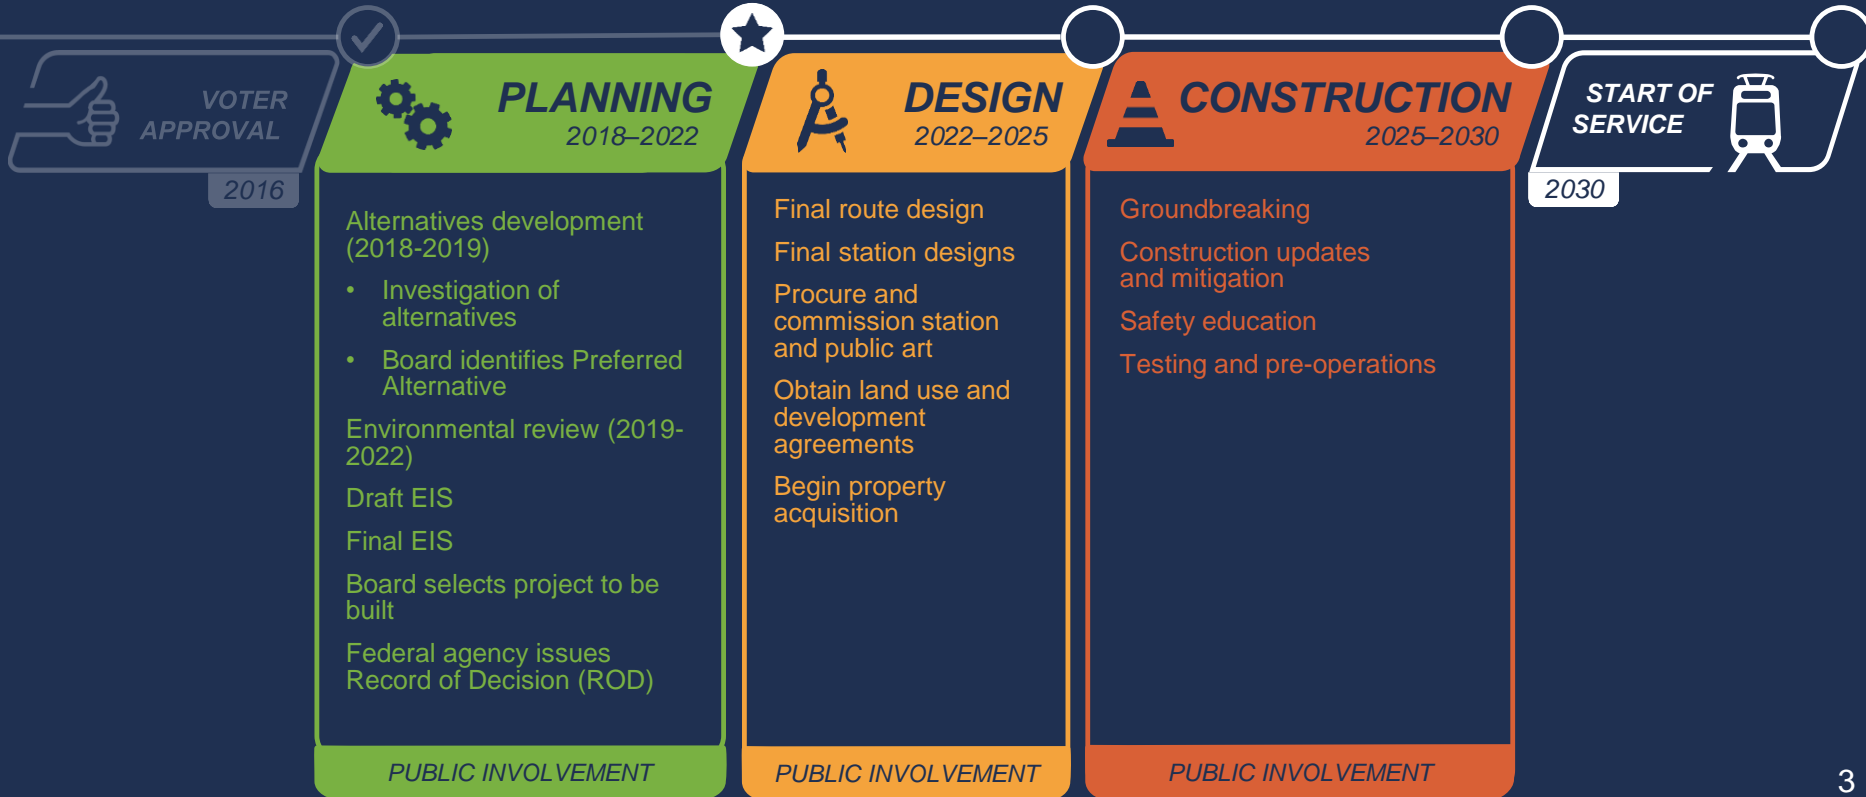 VOTER
APPROVAL
2016
PLANNING
2018–2022
Alternatives development
(2018-2019)
• Investigation of
alternatives
• Board identifies Preferred
Alternative
Environmental review (2019-
2022)
Draft EIS
Final EIS
Board selects project to be
built
Federal agency issues
Record of Decision (ROD)
PUBLIC INVOLVEMENT
DESIGN
2022–2025
Final route design
Final station designs
Procure and
commission station
and public art
Obtain land use and
development
agreements
Begin property
acquisition
PUBLIC INVOLVEMENT
CONSTRUCTION
2025–2030
Groundbreaking
Construction updates
and mitigation
Safety education
Testing and pre-operations
PUBLIC INVOLVEMENT
START OF
SERVICE
2030
3